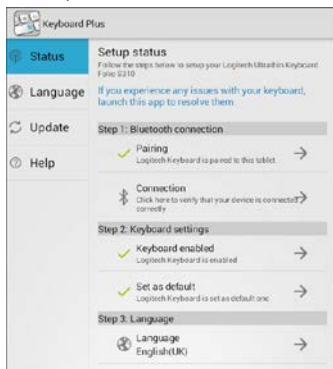 Keyboard Plus
Status
Language
Update
Help
Setup status
Follow the steps below to setup your Logitech Ultrathin Keyboard
Folio S310
If you experience any issues with your keyboard,
launch this app to resolve them
Step 1: Bluetooth connection
Pairing
Logitech Keyboard is paired to this tablet
Connection
Click here to verify that your device is connected
correctly
Step 2: Keyboard settings
Keyboard enabled
Logitech Keyboard is enabled
Set as default
Logitech Keyboard is set as default one
Step 3: Language
Language
English(UK)